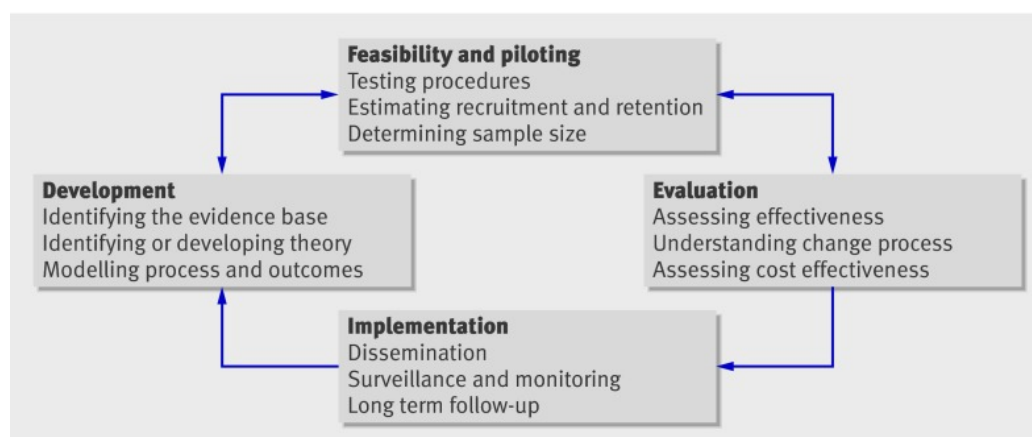 Feasibility and piloting
Testing procedures
Estimating recruitment and retention
Determining sample size
Development
Identifying the evidence base
Identifying or developing theory
Modelling process and outcomes
Evaluation
Assessing effectiveness
Understanding change process
Assessing cost effectiveness
Implementation
Dissemination
Surveillance and monitoring
Long term follow-up